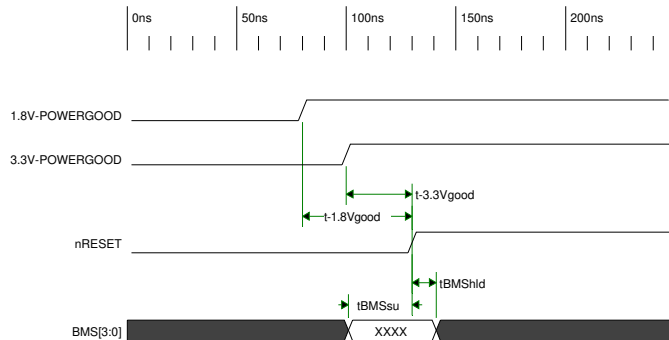 0ns 50ns 100ns 150ns 200ns
1.8V-POWERGOOD
3.3V-POWERGOOD
t-3.3Vgood
t-1.8Vgood
nRESET
tBMShld
tBMSsu
BMS[3:0] XXXX